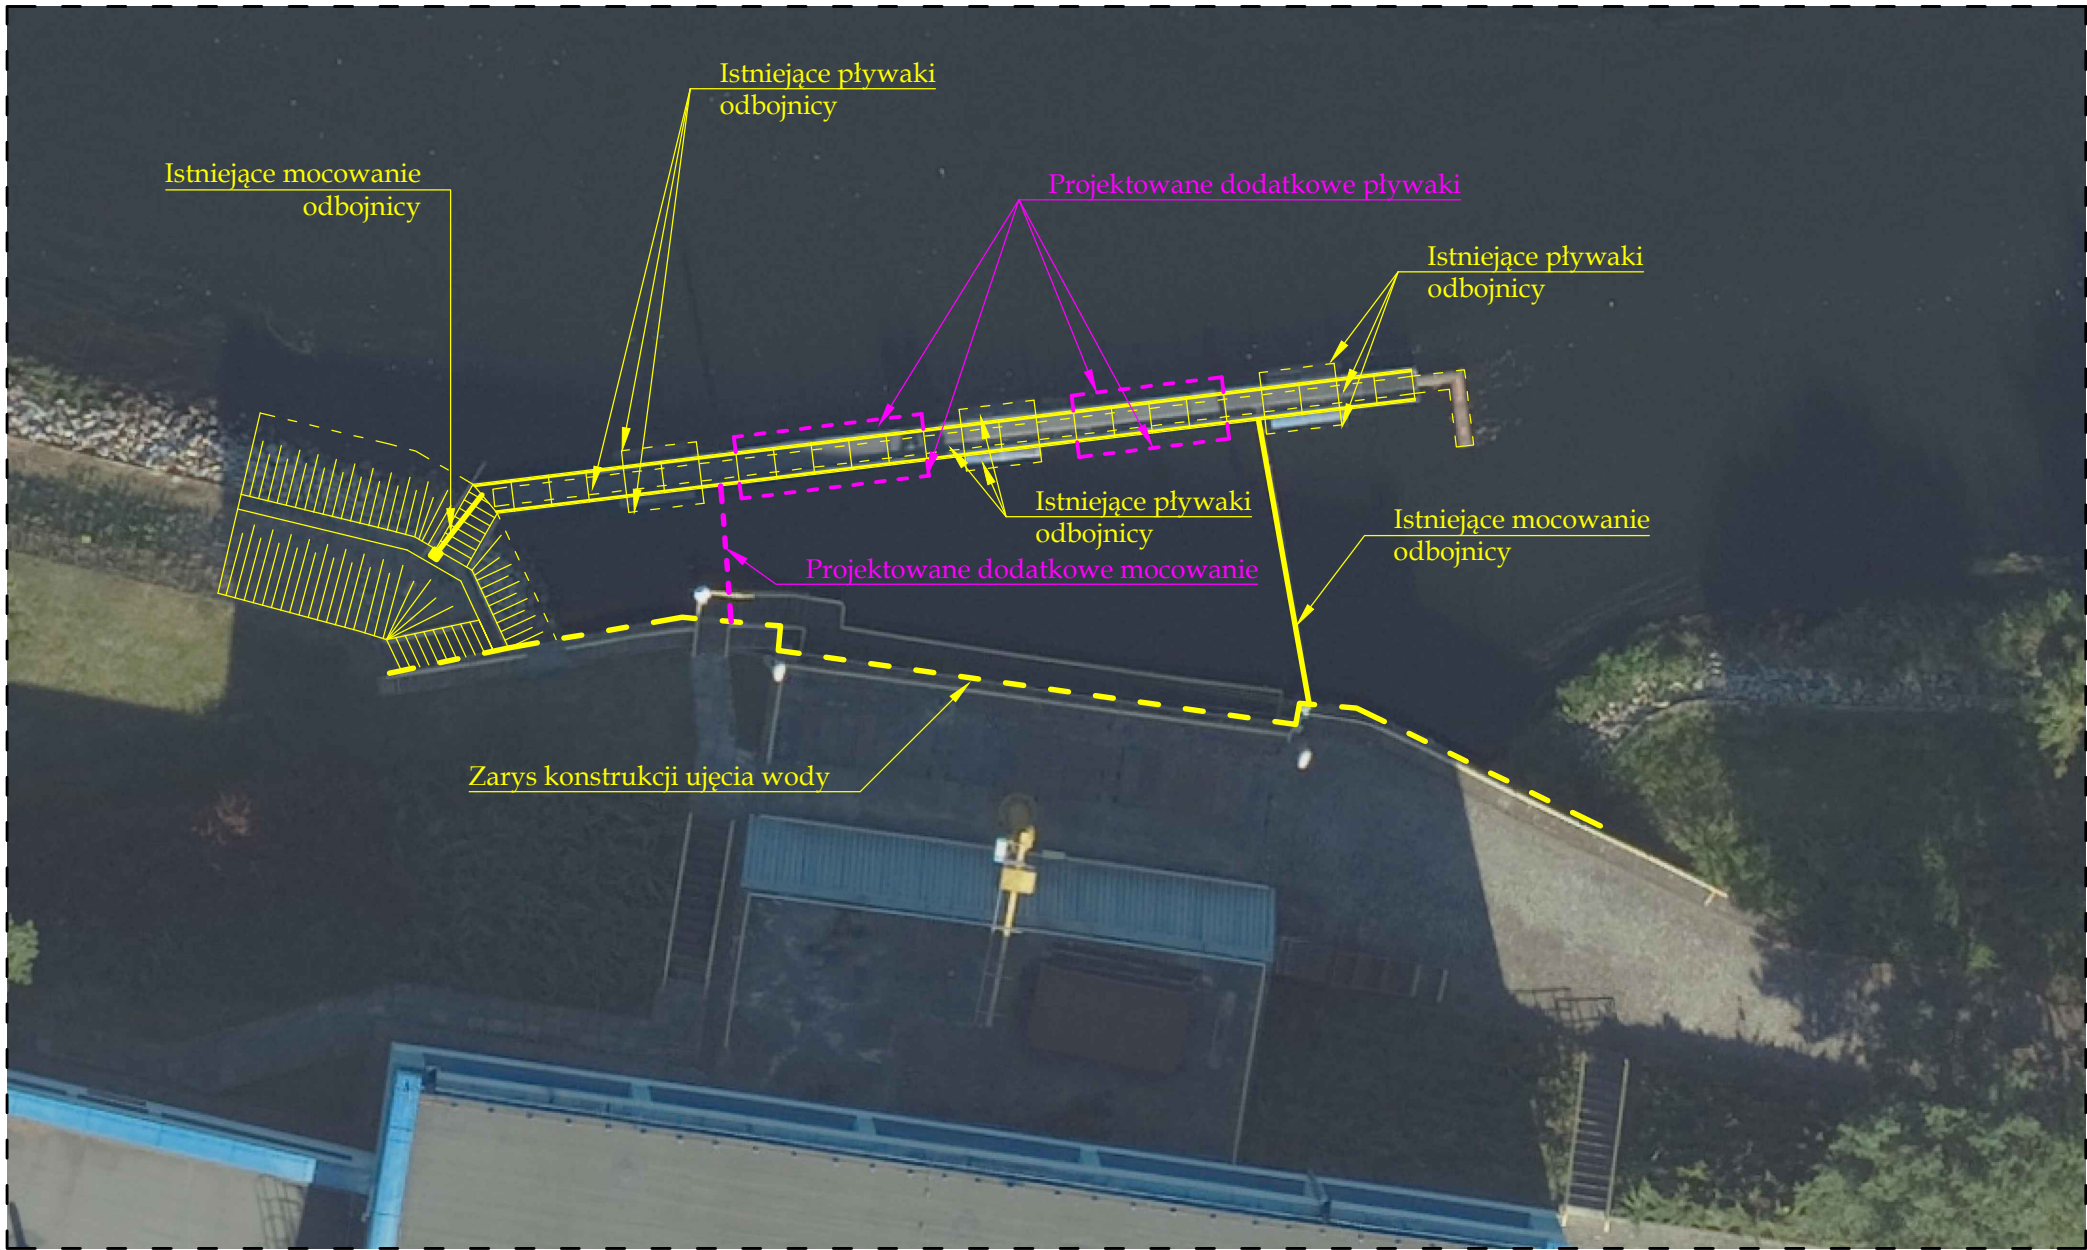 Istniejące pływaki
odbojnicy
Istniejące mocowanie
odbojnicy
Projektowane dodatkowe pływaki
Istniejące pływaki
odbojnicy
Istniejące pływaki
odbojnicy
Istniejące mocowanie
odbojnicy
Projektowane dodatkowe mocowanie
Zarys konstrukcji ujęcia wody